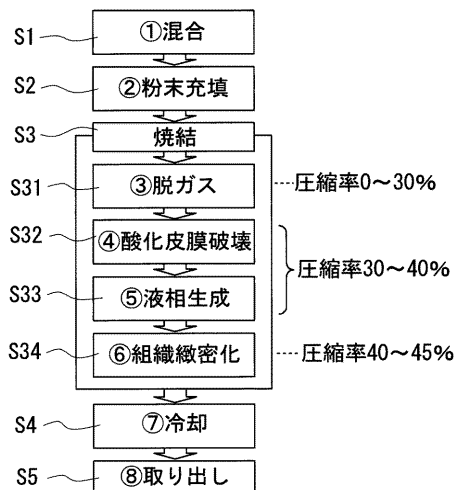 S1 ①混合
S2 ②粉末充填
S3 焼結
S31 ③脱ガス 圧縮率0～30%
S32 ④酸化皮膜破壊
圧縮率30～40%
S33 ⑤液相生成
S34 ⑥組織緻密化 圧縮率40～45%
S4 ⑦冷却
S5 ⑧取り出し